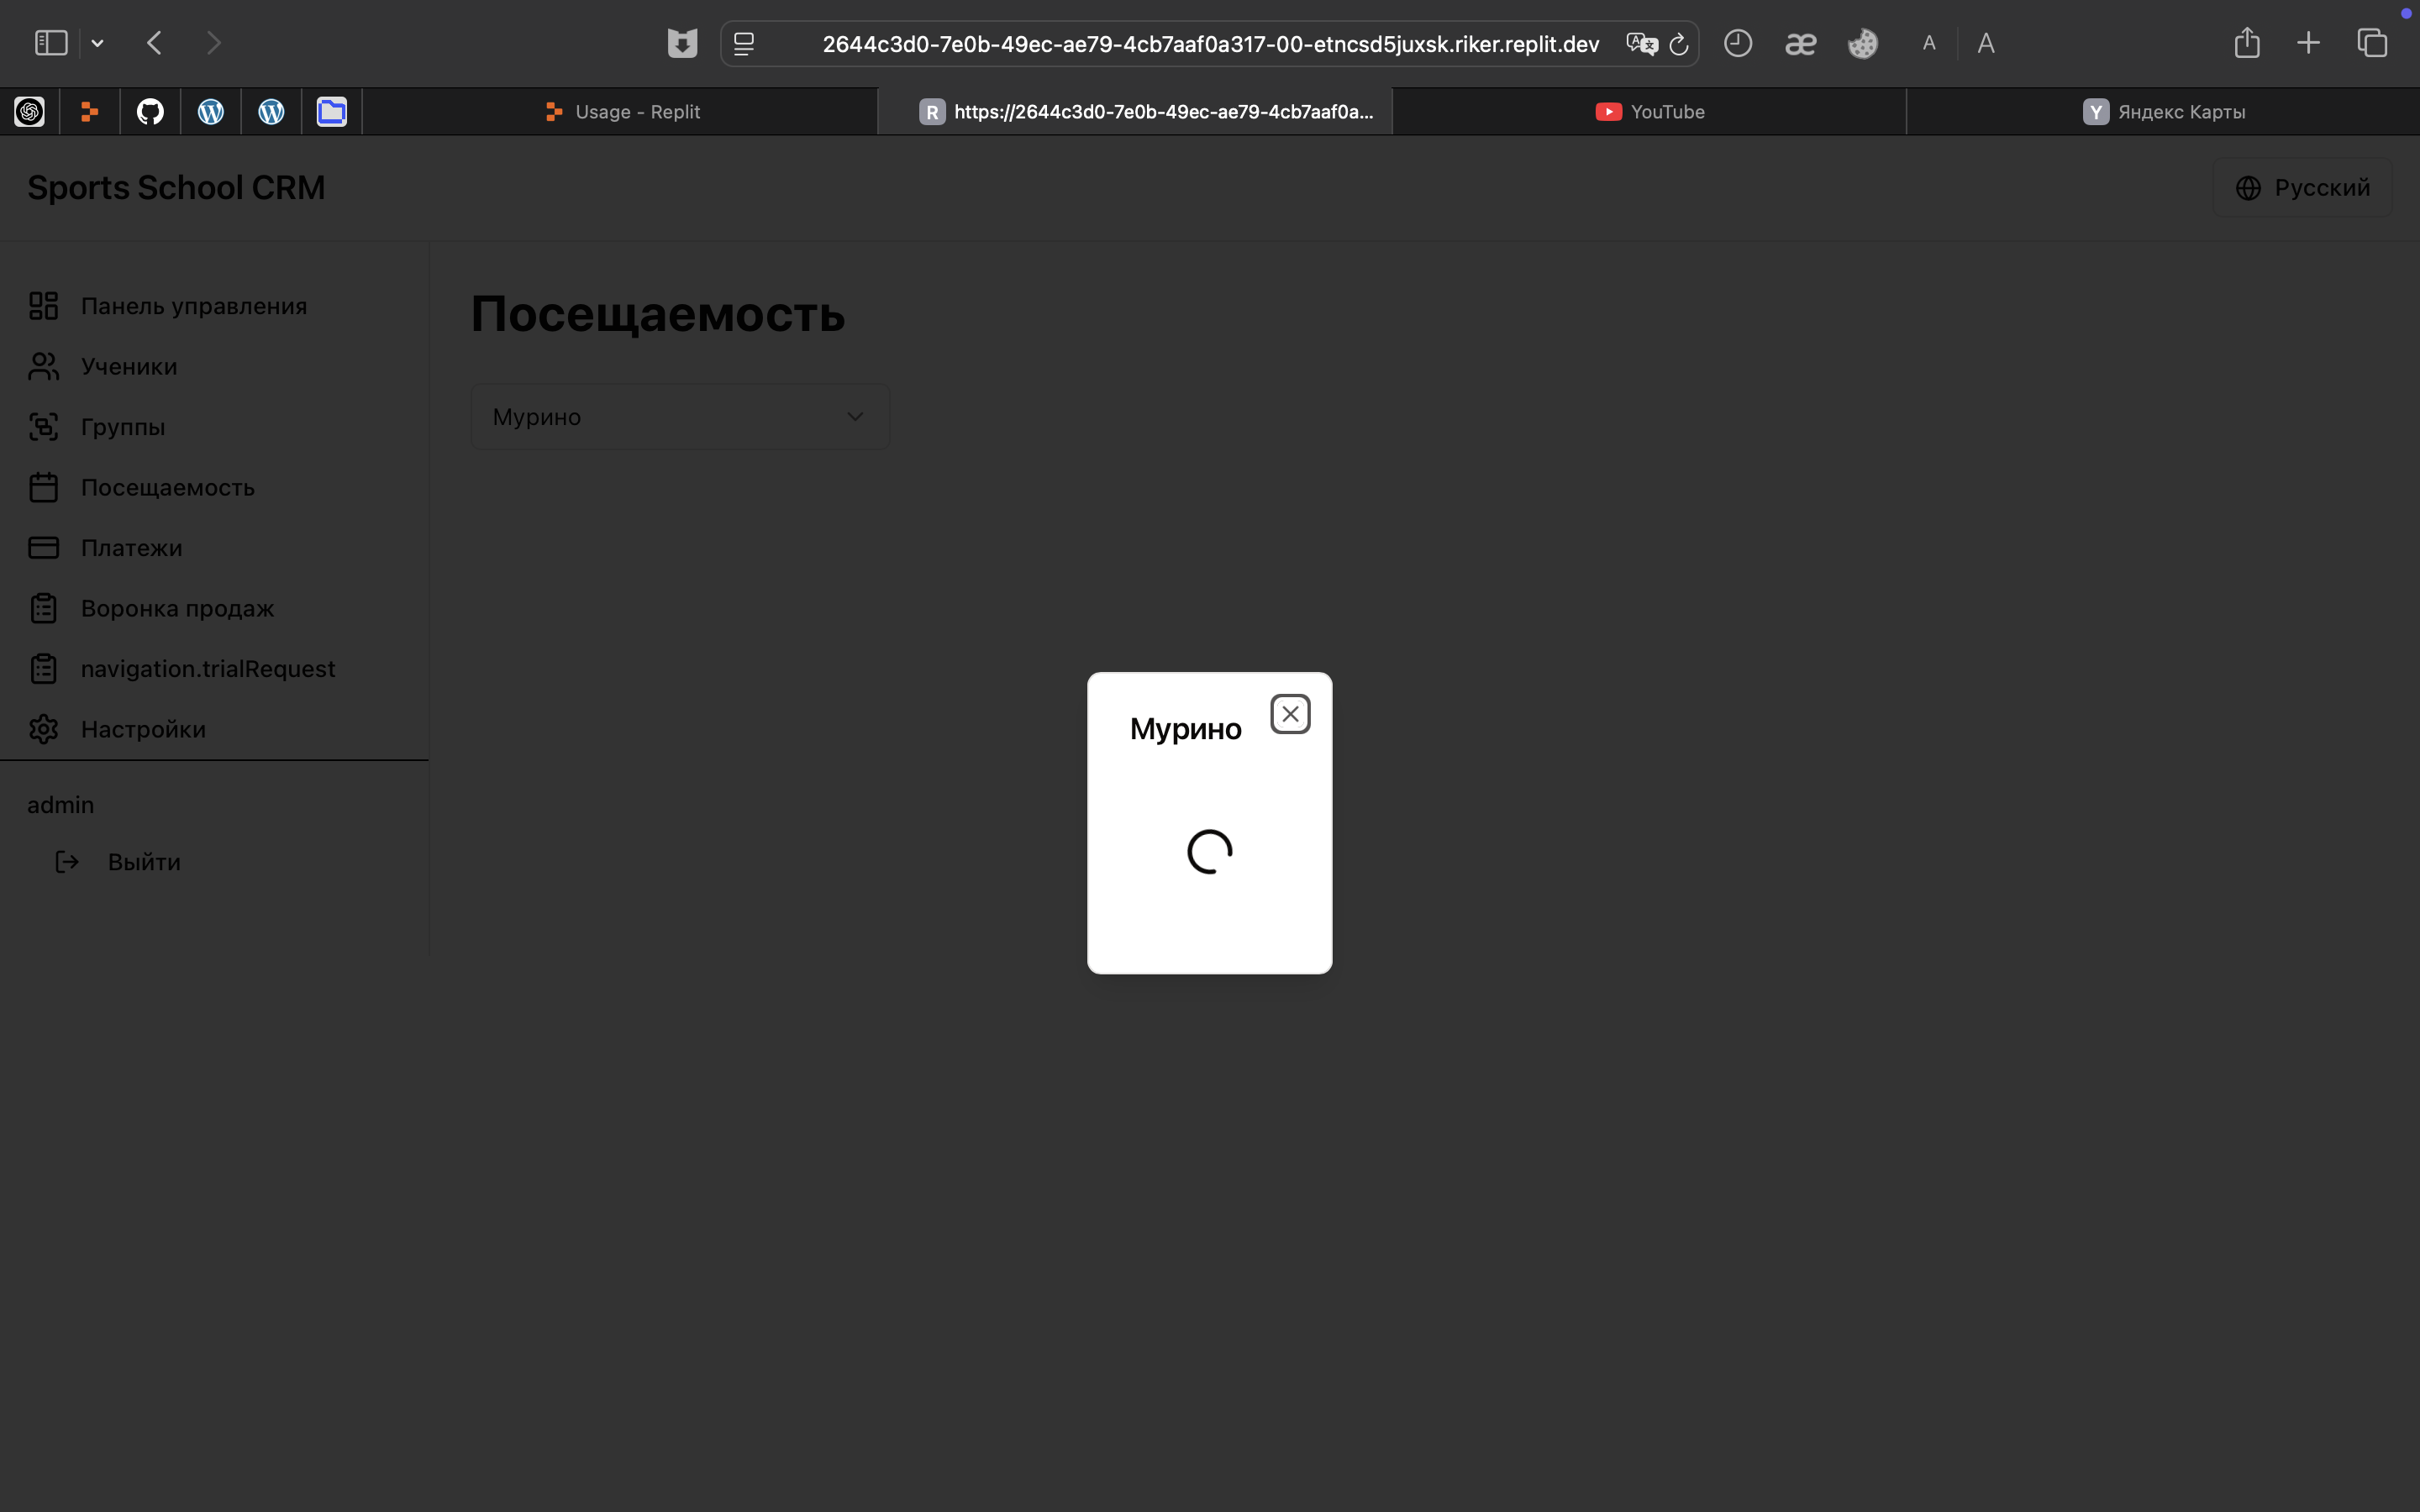 2644c3d0-7e0b-49ec-ae79-4cb7aaf0a317-00-etncsd5juxsk.riker.replit.dev
æ
A
A
Usage - Replit
R https://2644c3d0-7e0b-49ec-ae79-4cb7aaf0a...
YouTube
Y Яндекс Карты
Sports School CRM
Русский
Панель управления
Ученики
Группы
Посещаемость
Платежи
Воронка продаж
navigation.trialRequest
Настройки
admin
Выйти
Посещаемость
Мурино
Мурино